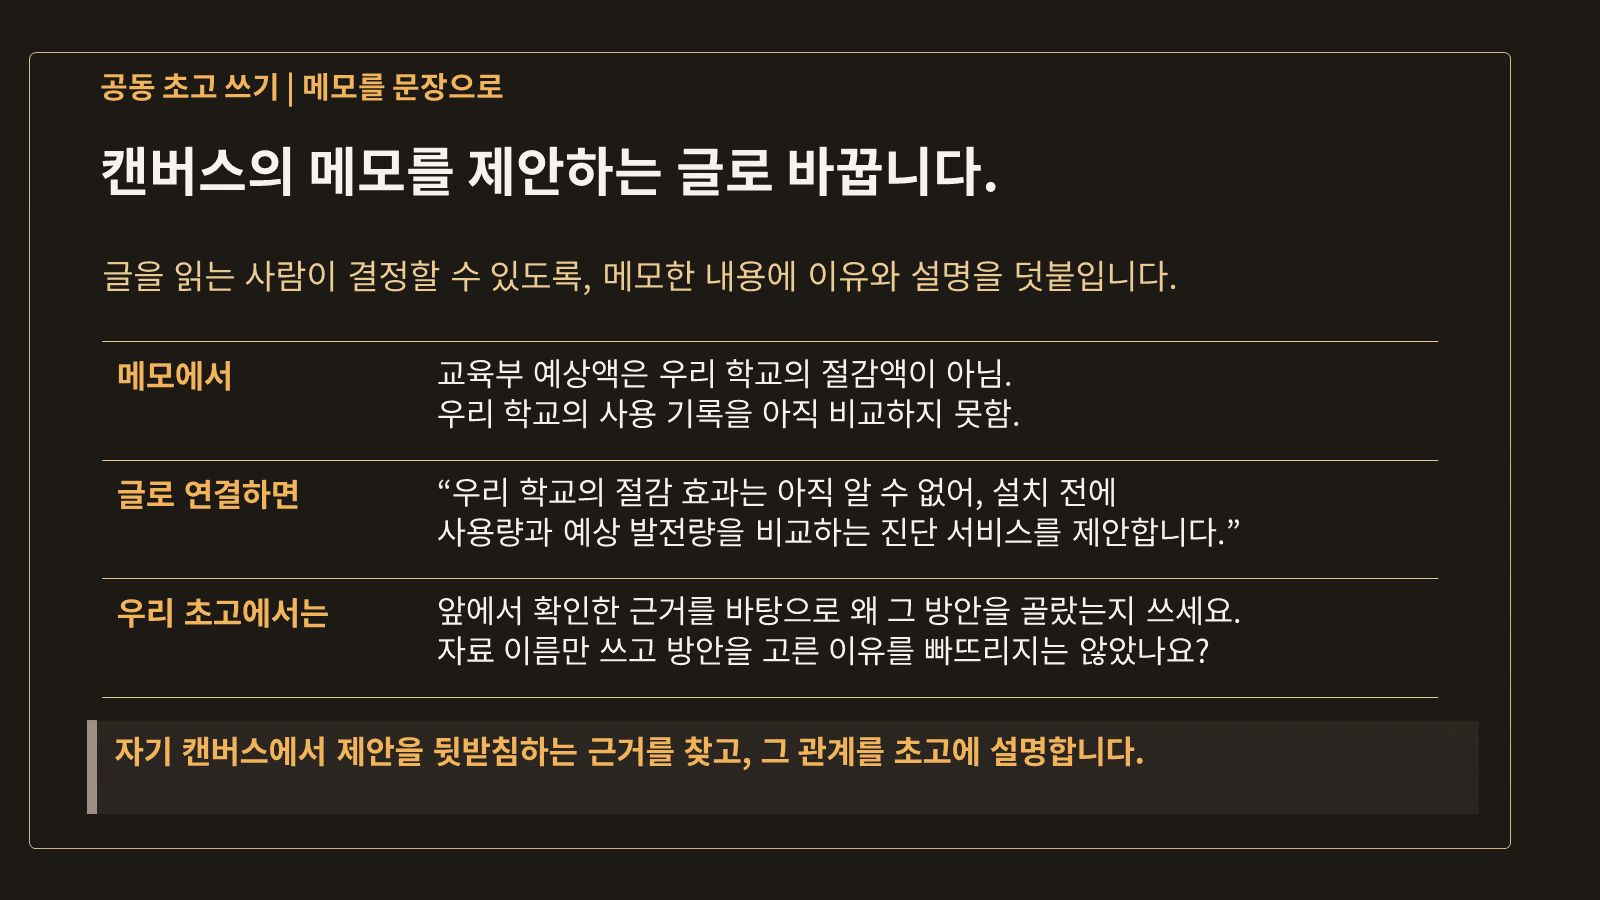 공동 초고 쓰기 | 메모를 문장으로
캔버스의 메모를 제안하는 글로 바꿉니다.
글을 읽는 사람이 결정할 수 있도록, 메모한 내용에 이유와 설명을 덧붙입니다.
메모에서
교육부 예상액은 우리 학교의 절감액이 아님.
우리 학교의 사용 기록을 아직 비교하지 못함.
글로 연결하면
“우리 학교의 절감 효과는 아직 알 수 없어, 설치 전에
사용량과 예상 발전량을 비교하는 진단 서비스를 제안합니다.”
우리 초고에서는
앞에서 확인한 근거를 바탕으로 왜 그 방안을 골랐는지 쓰세요.
자료 이름만 쓰고 방안을 고른 이유를 빠뜨리지는 않았나요?
자기 캔버스에서 제안을 뒷받침하는 근거를 찾고, 그 관계를 초고에 설명합니다.